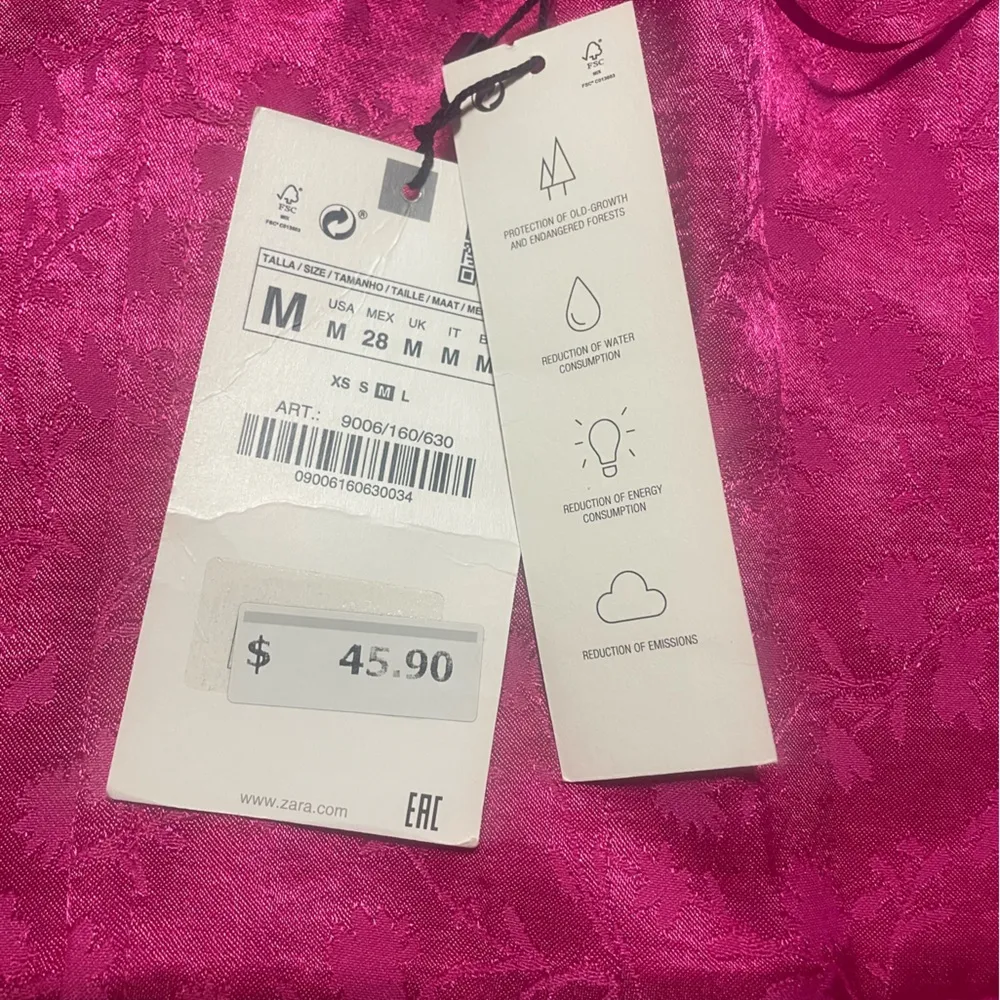 FSC
MIX
FSC® C013693
®
TALLA / SIZE / TAMANHO / TAILLE / MAAT /
M
USA MEX UK IT
M 28 M M M
XS S M L
ART.: 9006/160/630
09006160630034
$ 45.90
www.zara.com
EAC
FSC
MIX
PROTECTION OF OLD-GROWTH
AND ENDANGERED FORESTS
REDUCTION OF WATER
CONSUMPTION
REDUCTION OF ENERGY
CONSUMPTION
REDUCTION OF EMISSIONS